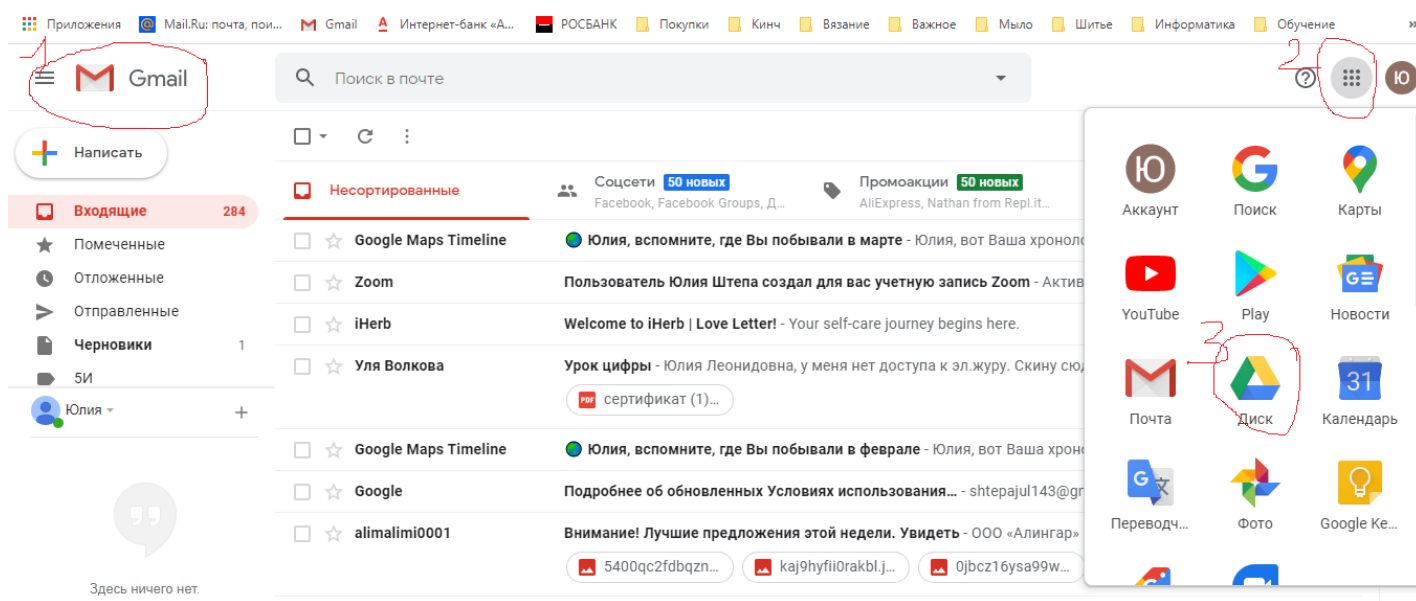 Приложения Mail.Ru: почта, пои... Gmail Интернет-банк «А... РОСБАНК Покупки Кинч Вязание Важное Мыло Шитье Информатика Обучение »
1
2
Gmail
Поиск в почте
Ю
Написать
Несортированные
Соцсети 50 новых
Facebook, Facebook Groups, Д...
Промоакции 50 новых
AliExpress, Nathan from Repl.it...
Входящие 284
Помеченные
Отложенные
Отправленные
Черновики 1
5И
Юлия
Здесь ничего нет.
Google Maps Timeline Юлия, вспомните, где Вы побывали в марте - Юлия, вот Ваша хроноло
Zoom Пользователь Юлия Штепа создал для вас учетную запись Zoom - Актив
iHerb Welcome to iHerb | Love Letter! - Your self-care journey begins here.
Уля Волкова Урок цифры - Юлия Леонидовна, у меня нет доступа к эл.журу. Скину сюд
PDF сертификат (1)...
Google Maps Timeline Юлия, вспомните, где Вы побывали в феврале - Юлия, вот Ваша хроно
Google Подробнее об обновленных Условиях использования... - shtepajul143@gr
alimalimi0001 Внимание! Лучшие предложения этой недели. Увидеть - ООО «Алингар»
5400qc2fdbqzn... kaj9hyfii0rakbl.j... 0jbcz16ysa99w...
Ю
Аккаунт Поиск Карты
YouTube Play Новости
3
31
Почта Диск Календарь
Переводч... Фото Google Ke...